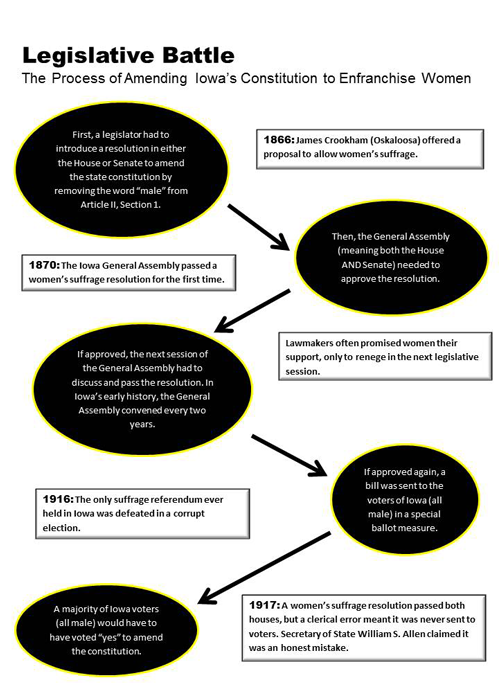 Legislative Battle
The Process of Amending Iowa's Constitution to Enfranchise Women
First, a legislator had to
introduce a resolution in either
the House or Senate to amend
the state constitution by
removing the word "male" from
Article II, Section 1.
1866: James Crookham (Oskaloosa) offered a
proposal to allow women's suffrage.
Then, the General Assembly
(meaning both the House
AND Senate) needed to
approve the resolution.
1870: The Iowa General Assembly passed a
women's suffrage resolution for the first time.
If approved, the next session of
the General Assembly had to
discuss and pass the resolution. In
Iowa's early history, the General
Assembly convened every two
years.
Lawmakers often promised women their
support, only to renege in the next legislative
session.
If approved again, a
bill was sent to the
voters of Iowa (all
male) in a special
ballot measure.
1916: The only suffrage referendum ever
held in Iowa was defeated in a corrupt
election.
A majority of Iowa voters
(all male) would have to
have voted "yes" to amend
the constitution.
1917: A women's suffrage resolution passed both
houses, but a clerical error meant it was never sent to
voters. Secretary of State William S. Allen claimed it
was an honest mistake.